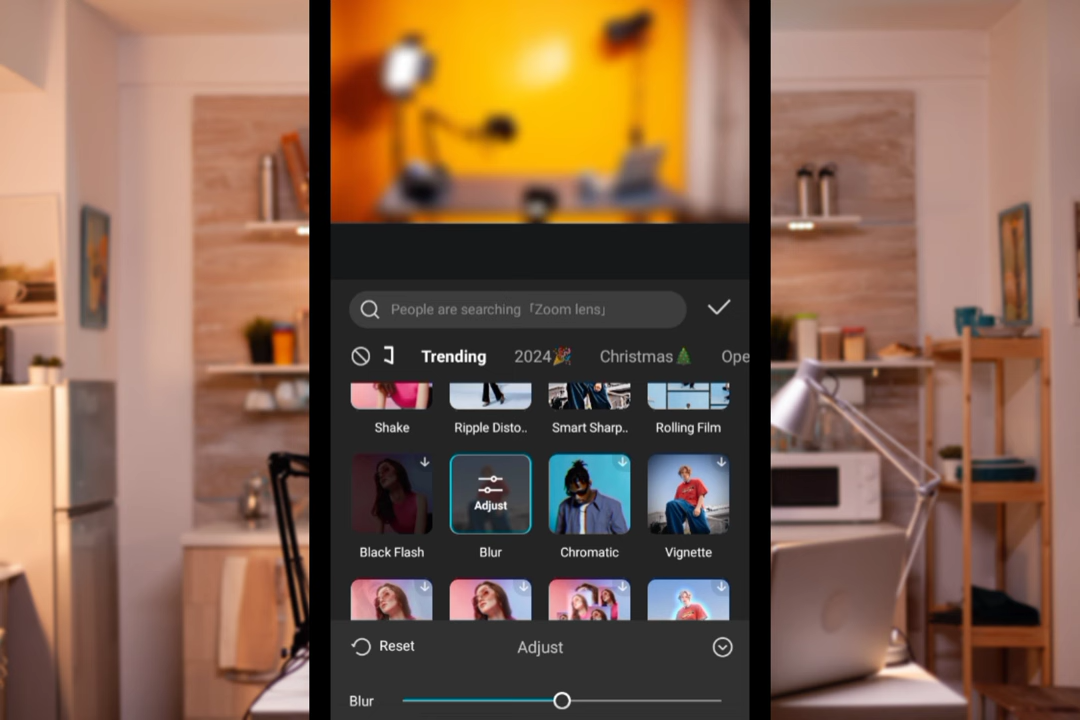 People are searching「Zoom lens」
Trending 2024🎉 Christmas🎄 Ope
Shake Ripple Disto.. Smart Sharp.. Rolling Film
Adjust
Black Flash Blur Chromatic Vignette
Reset Adjust
Blur